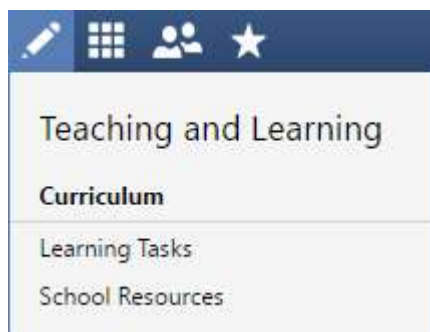 Teaching and Learning
Curriculum
Learning Tasks
School Resources